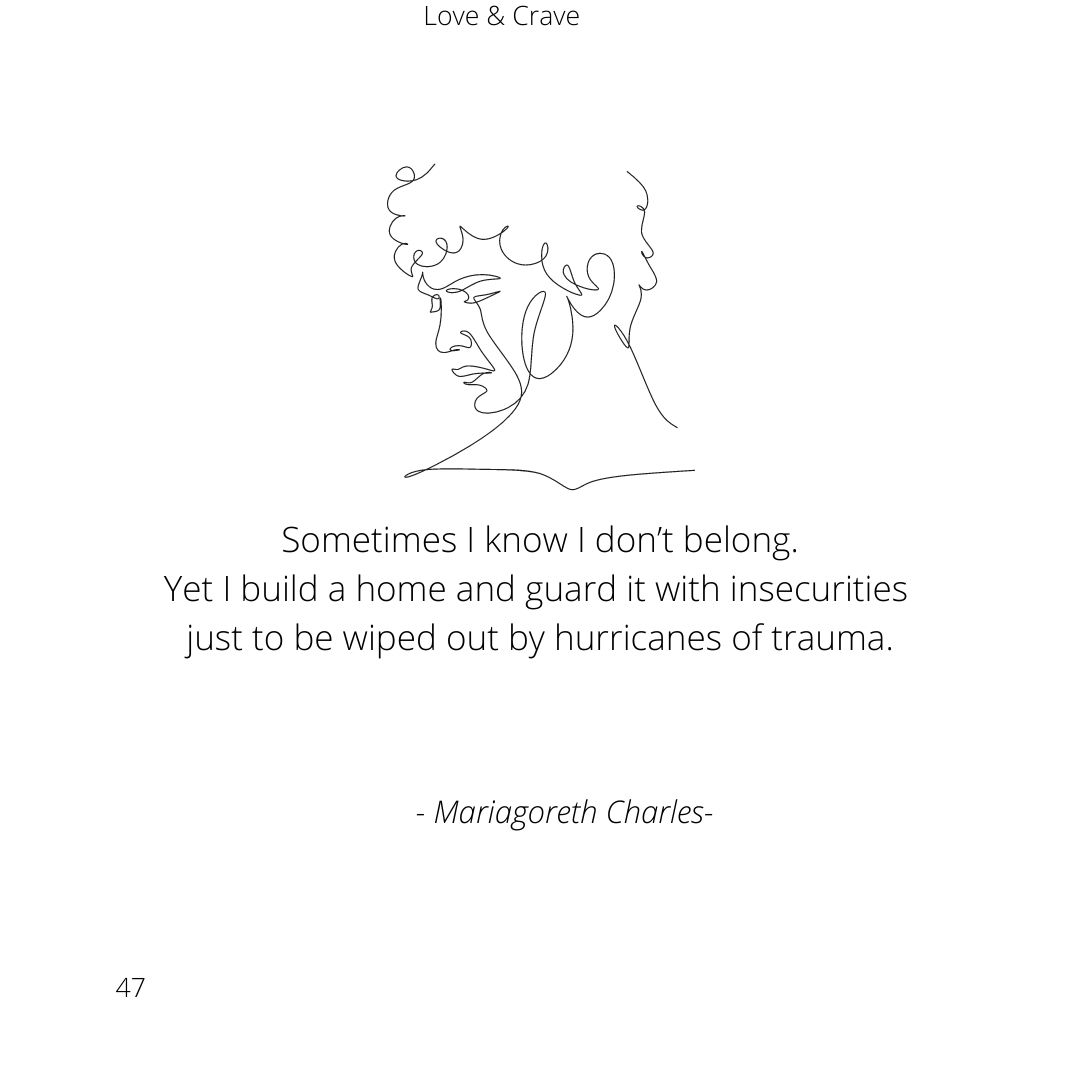 Love & Crave
Sometimes I know I don’t belong.
Yet I build a home and guard it with insecurities
just to be wiped out by hurricanes of trauma.
- Mariagoreth Charles-
47